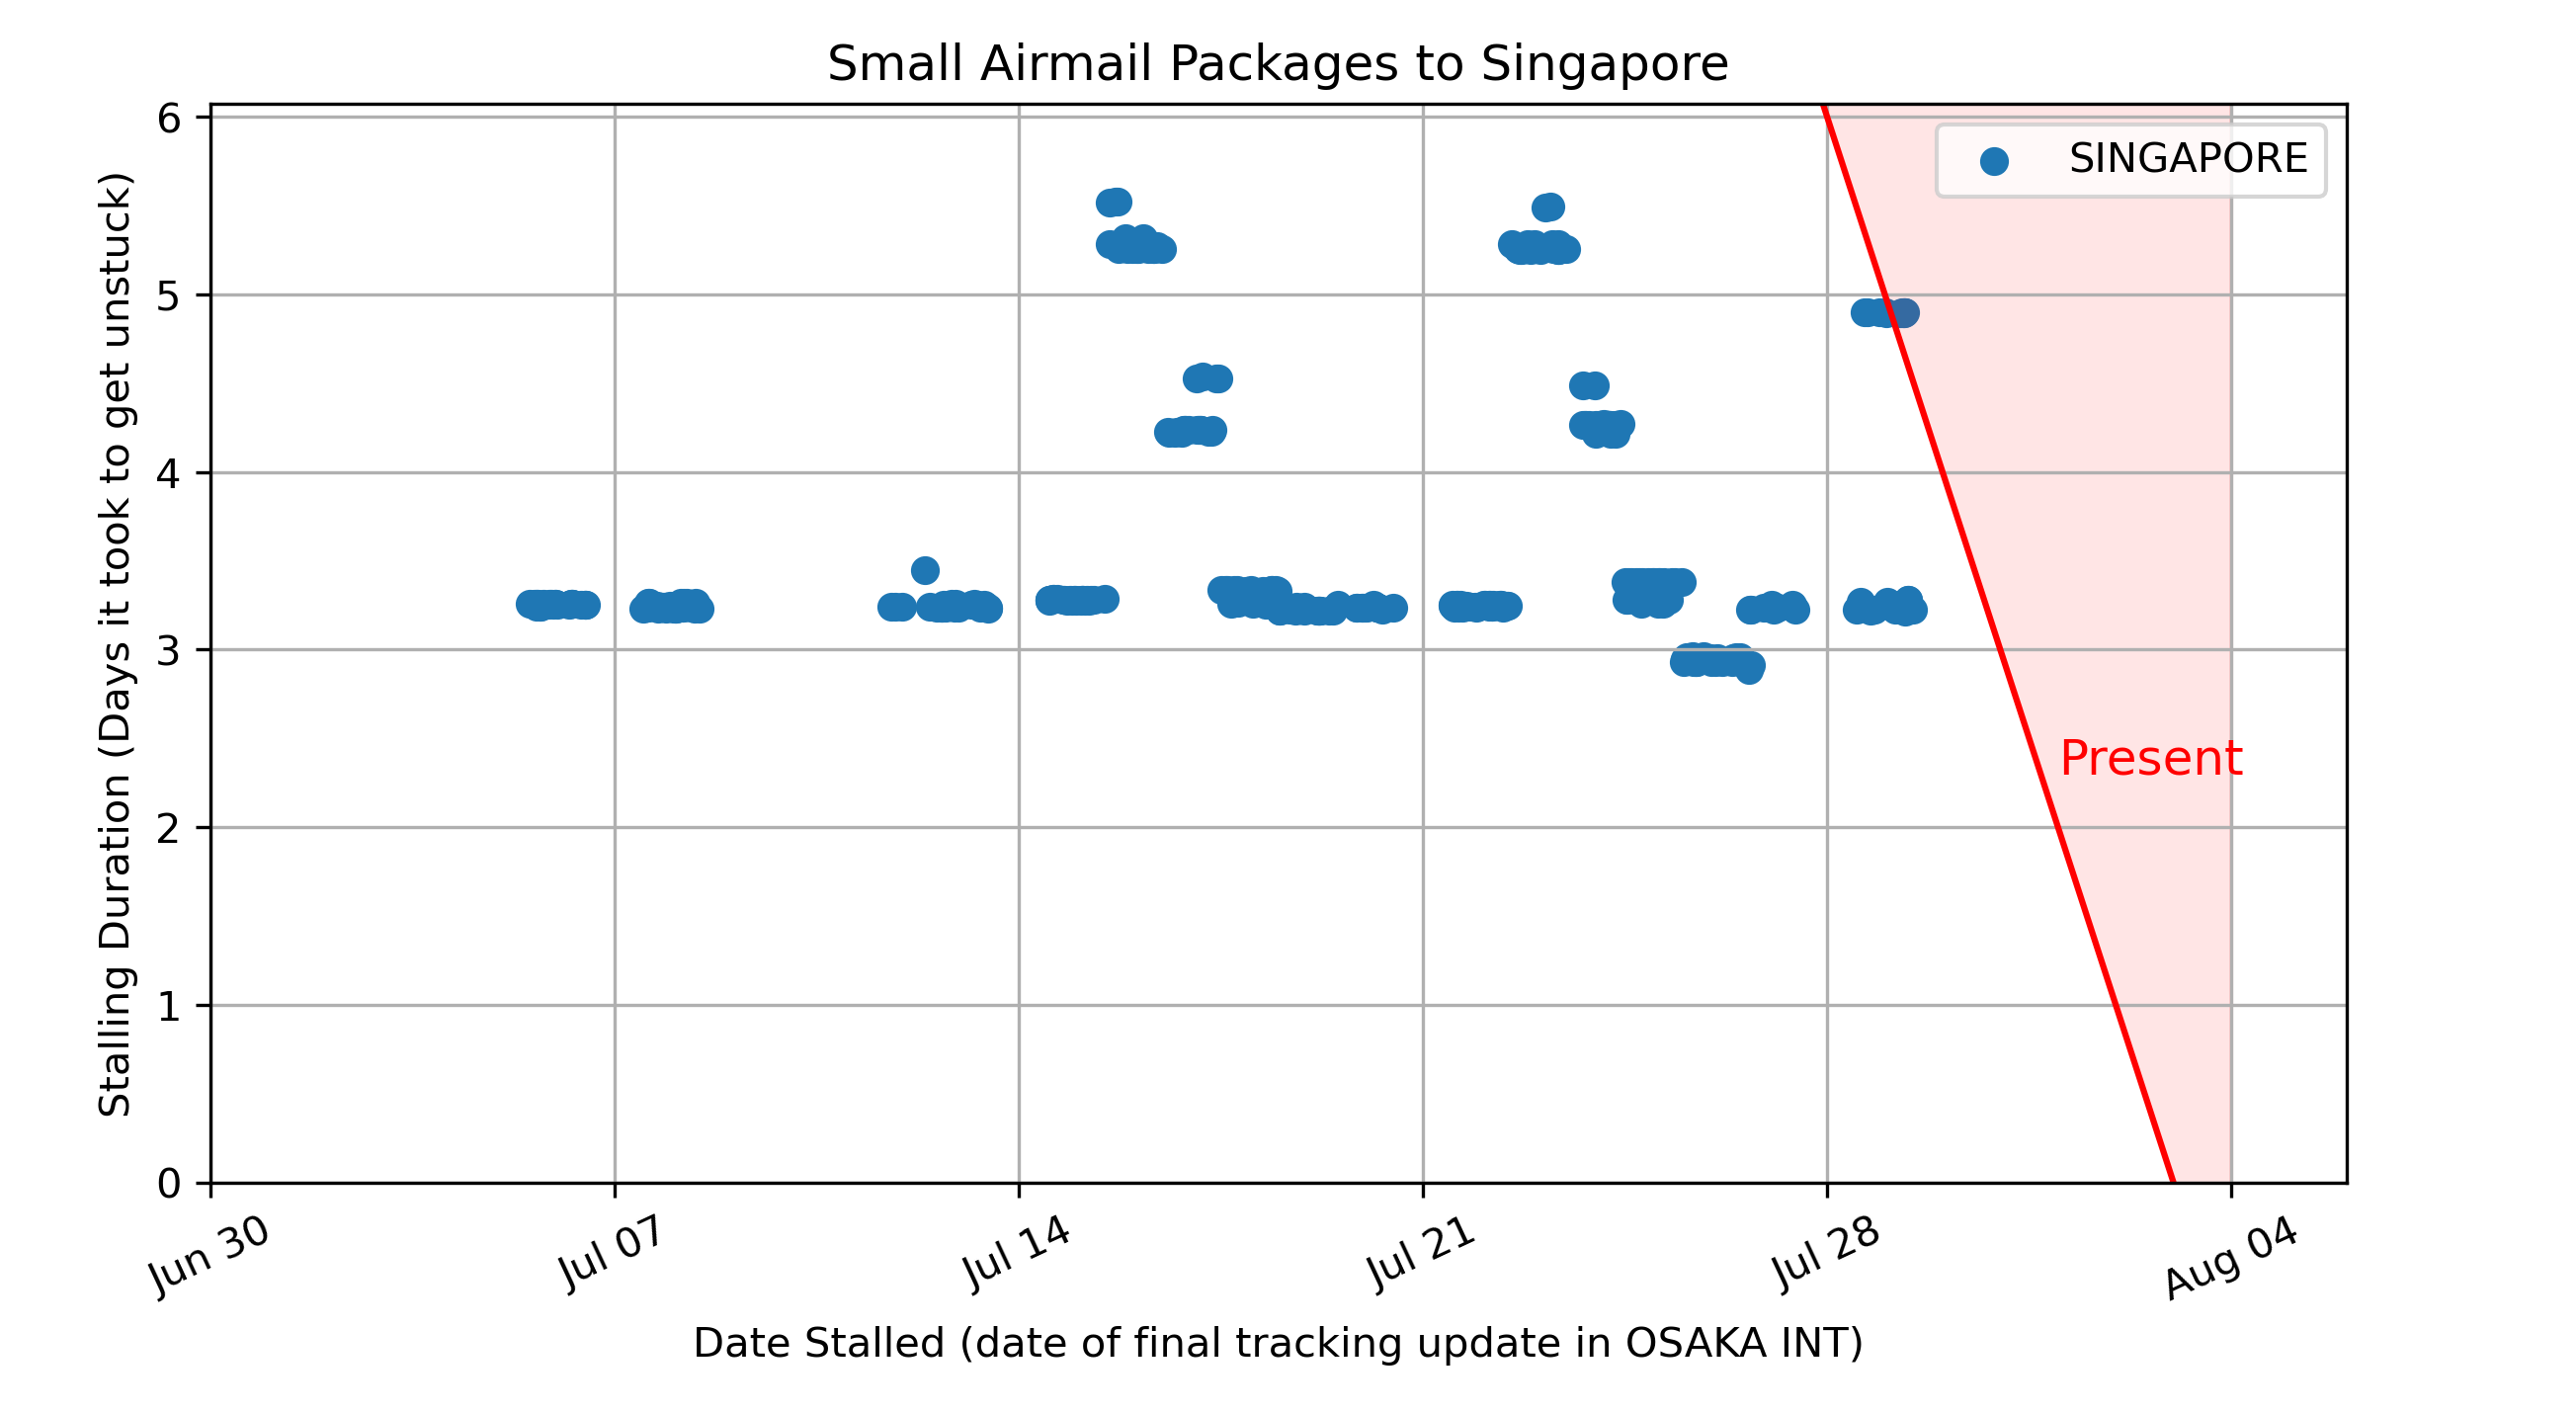 Small Airmail Packages to Singapore
Stalling Duration (Days it took to get unstuck)
6
5
4
3
2
1
0
SINGAPORE
Present
Jun 30
Jul 07
Jul 14
Jul 21
Jul 28
Aug 04
Date Stalled (date of final tracking update in OSAKA INT)